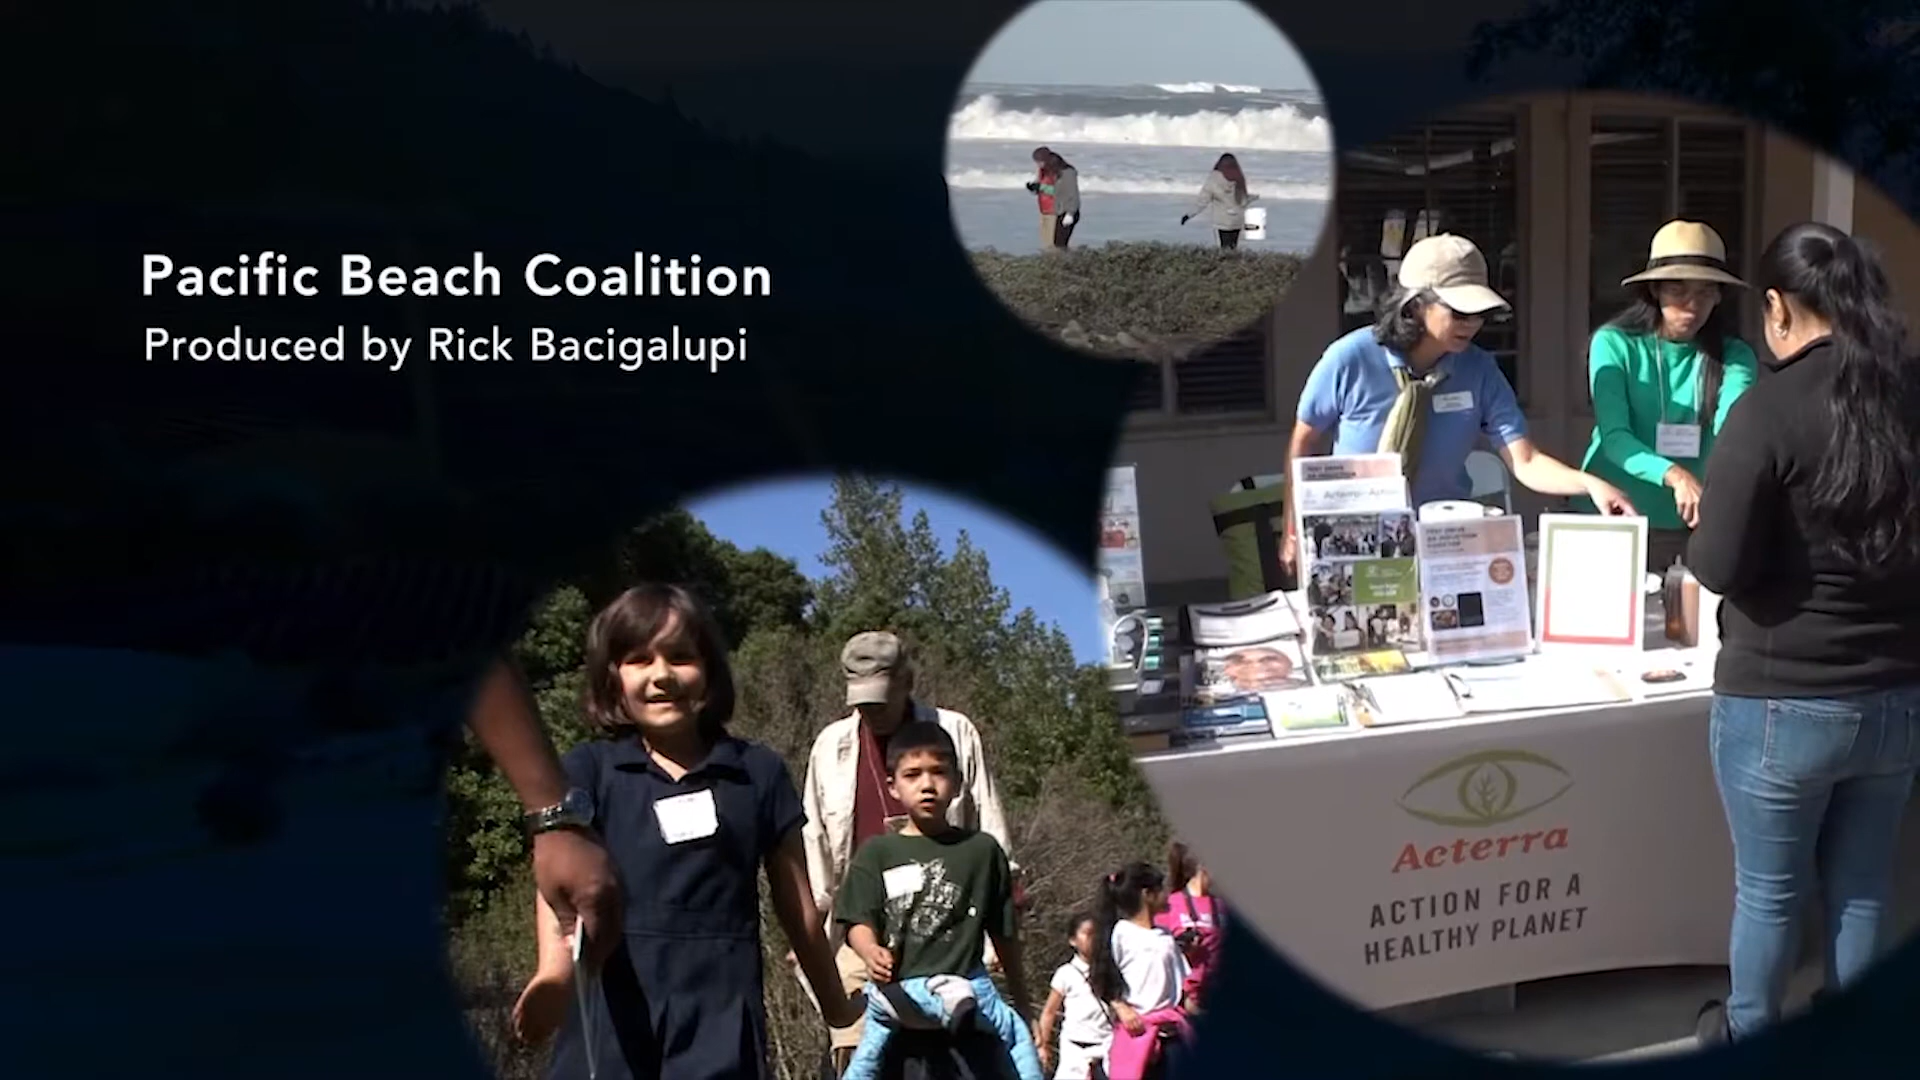 Pacific Beach Coalition
Produced by Rick Bacigalupi
Acterra
ACTION FOR A
HEALTHY PLANET